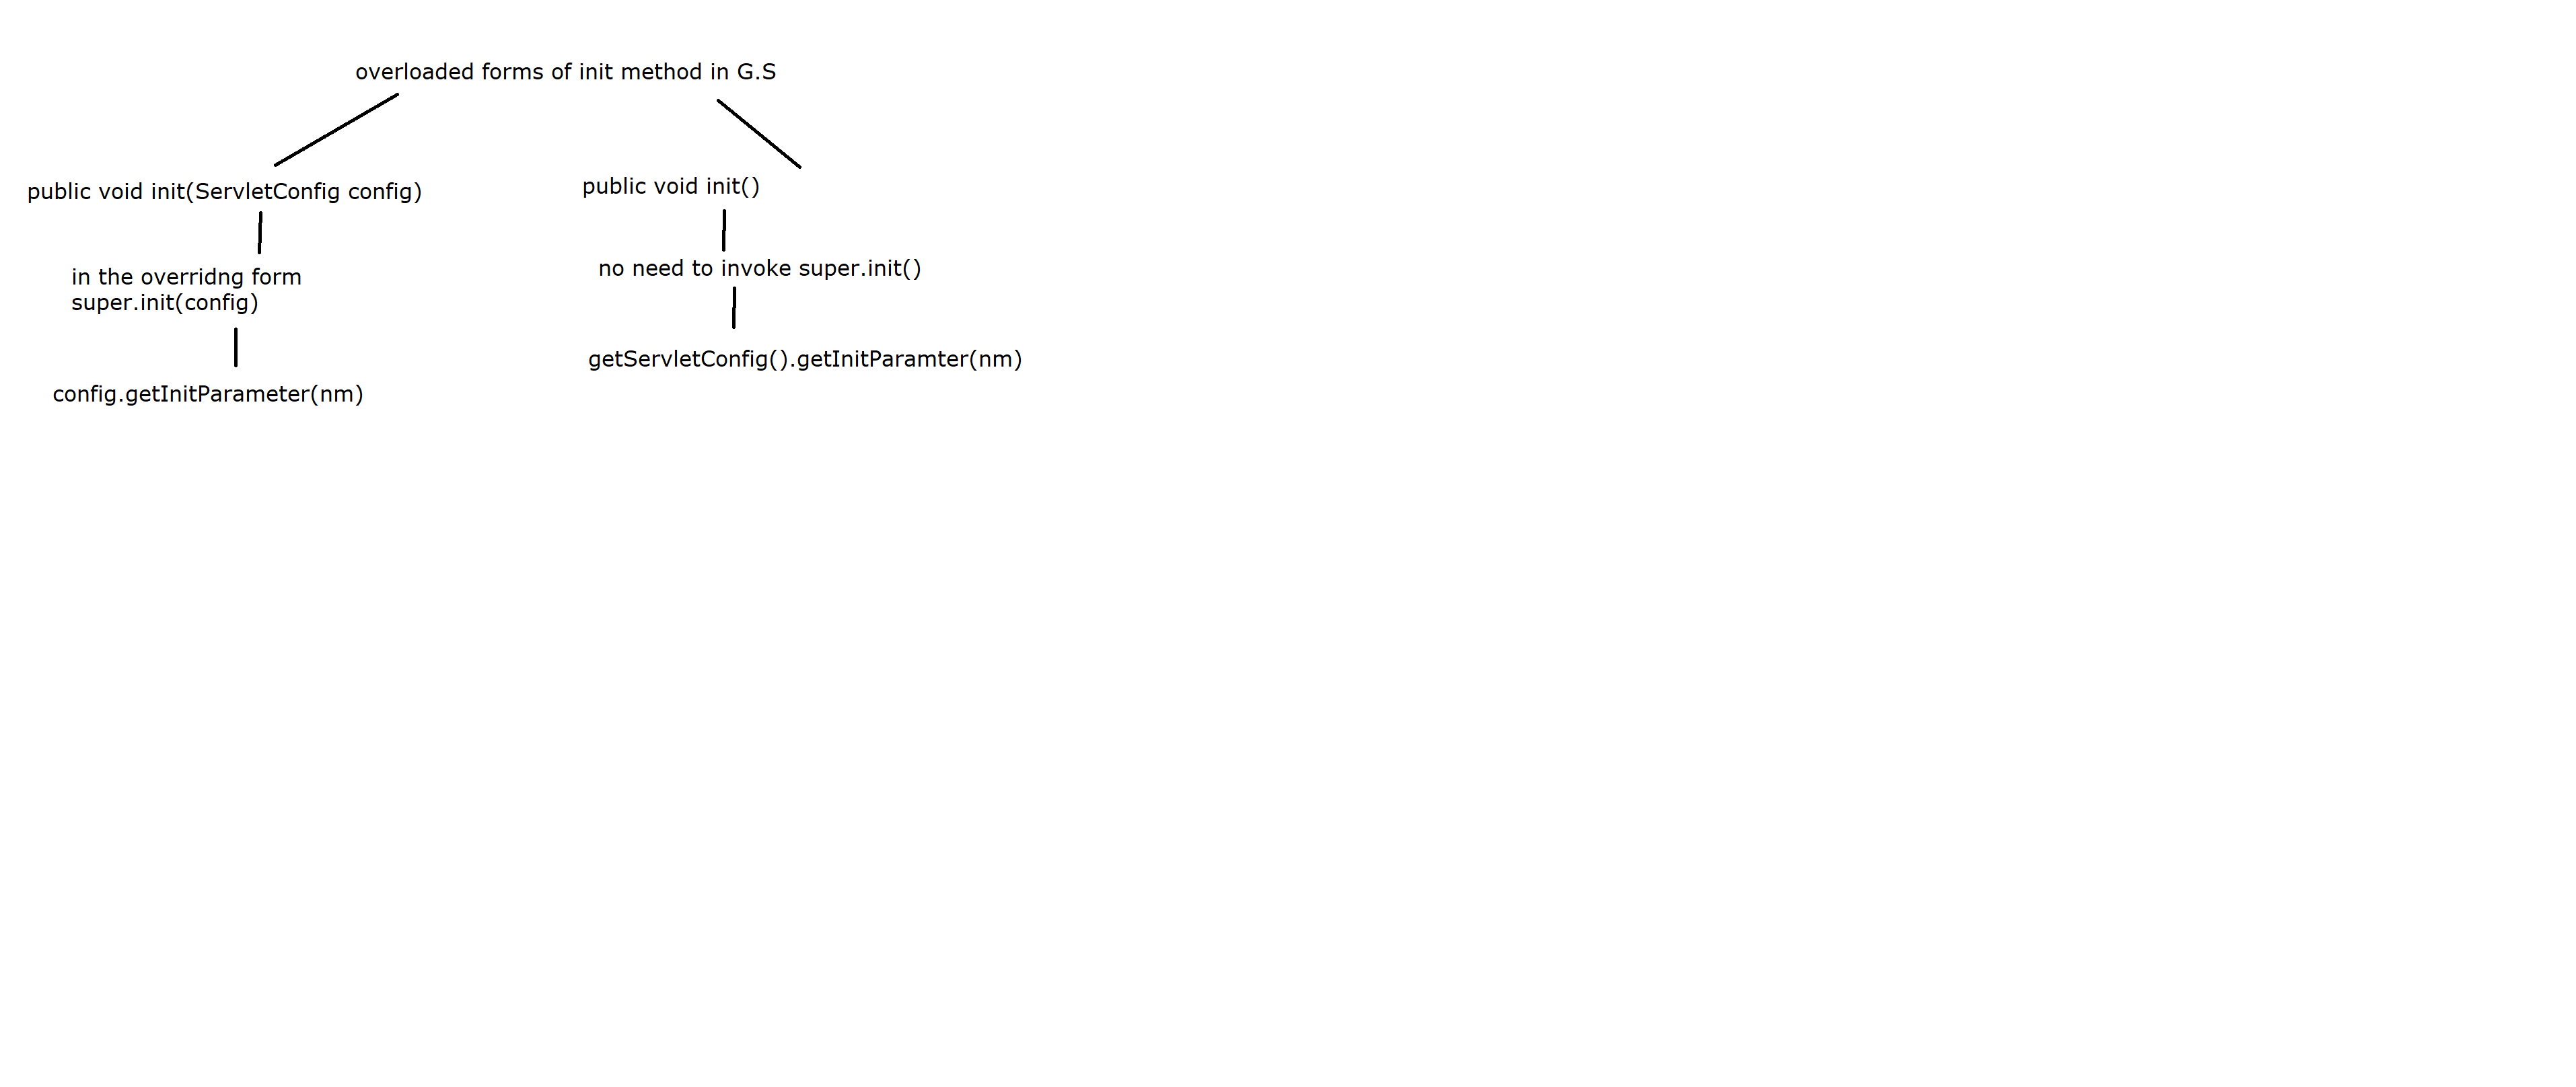 overloaded forms of init method in G.S
public void init(ServletConfig config)
public void init()
in the overridng form
super.init(config)
no need to invoke super.init()
config.getInitParameter(nm)
getServletConfig().getInitParamter(nm)